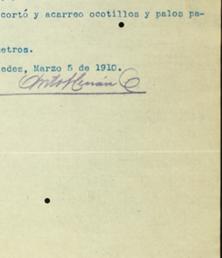 cortó y acarreo ocotillos y palos pa-
etros.
edes, Marzo 5 de 1910.